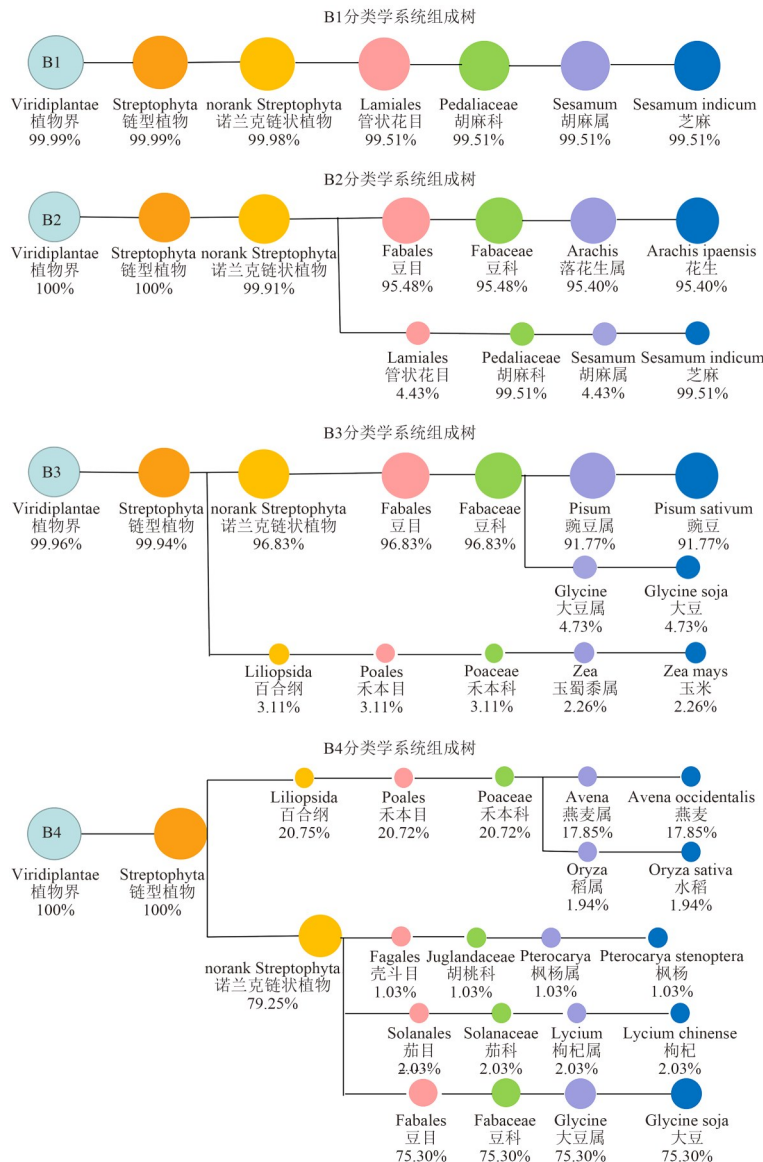 B1分类学系统组成树
B1
Viridiplantae Streptophyta norank Streptophyta Lamiales Pedaliaceae Sesamum Sesamum indicum
植物界 链型植物 诺兰克链状植物 管状花目 胡麻科 胡麻属 芝麻
99.99% 99.99% 99.98% 99.51% 99.51% 99.51% 99.51%
B2分类学系统组成树
B2
Viridiplantae Streptophyta norank Streptophyta Fabales Fabaceae Arachis Arachis ipaensis
植物界 链型植物 诺兰克链状植物 豆目 豆科 落花生属 花生
100% 100% 99.91% 95.48% 95.48% 95.40% 95.40%
Lamiales Pedaliaceae Sesamum Sesamum indicum
管状花目 胡麻科 胡麻属 芝麻
4.43% 99.51% 4.43% 99.51%
B3分类学系统组成树
B3
Viridiplantae Streptophyta norank Streptophyta Fabales Fabaceae Pisum Pisum sativum
植物界 链型植物 诺兰克链状植物 豆目 豆科 豌豆属 豌豆
99.96% 99.94% 96.83% 96.83% 96.83% 91.77% 91.77%
Glycine Glycine soja
大豆属 大豆
4.73% 4.73%
Liliopsida Poales Poaceae Zea Zea mays
百合纲 禾本目 禾本科 玉蜀黍属 玉米
3.11% 3.11% 3.11% 2.26% 2.26%
B4分类学系统组成树
Liliopsida Poales Poaceae Avena Avena occidentalis
百合纲 禾本目 禾本科 燕麦属 燕麦
20.75% 20.72% 20.72% 17.85% 17.85%
B4
Viridiplantae Streptophyta
植物界 链型植物
100% 100%
Oryza Oryza sativa
稻属 水稻
1.94% 1.94%
norank Streptophyta
诺兰克链状植物
79.25%
Fagales Juglandaceae Pterocarya Pterocarya stenoptera
壳斗目 胡桃科 枫杨属 枫杨
1.03% 1.03% 1.03% 1.03%
Solanales Solanaceae Lycium Lycium chinense
茄目 茄科 枸杞属 枸杞
2.03% 2.03% 2.03% 2.03%
Fabales Fabaceae Glycine Glycine soja
豆目 豆科 大豆属 大豆
75.30% 75.30% 75.30% 75.30%